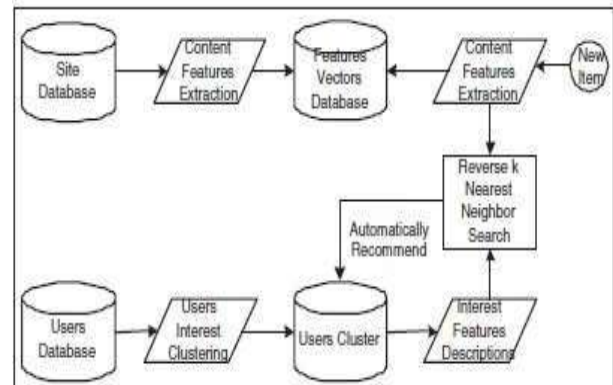 Site
Database
Content
Features
Extraction
Features
Vectors
Database
Content
Features
Extraction
New
Item
Reverse k
Nearest
Neighbor
Search
Automatically
Recommend
Users
Database
Users
Interest
Clustering
Users Cluster
Interest
Features
Descriptions